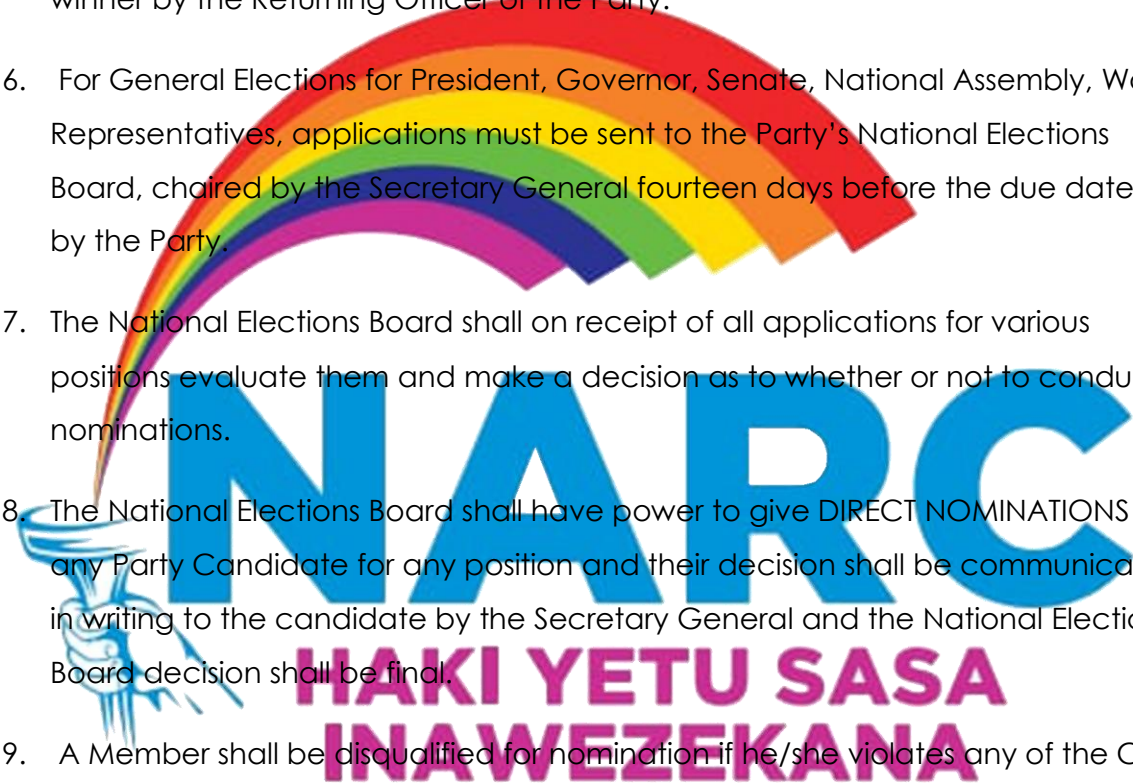 winner by the Returning Officer of the Party.
6. For General Elections for President, Governor, Senate, National Assembly,
Representatives, applications must be sent to the Party's National Elections
Board, chaired by the Secretary General fourteen days before the due date
by the Party.
7. The National Elections Board shall on receipt of all applications for various
positions evaluate them and make a decision as to whether or not to
nominations.
NARC
8. The National Elections Board shall have power to give DIRECT NOMINATIONS
any Party Candidate for any position and their decision shall be
in writing to the candidate by the Secretary General and the National
Board decision shall be final.
HAKI YETU SASA
9. A Member shall be disqualified for nomination if he/she violates any of the
INAWEZEKANA